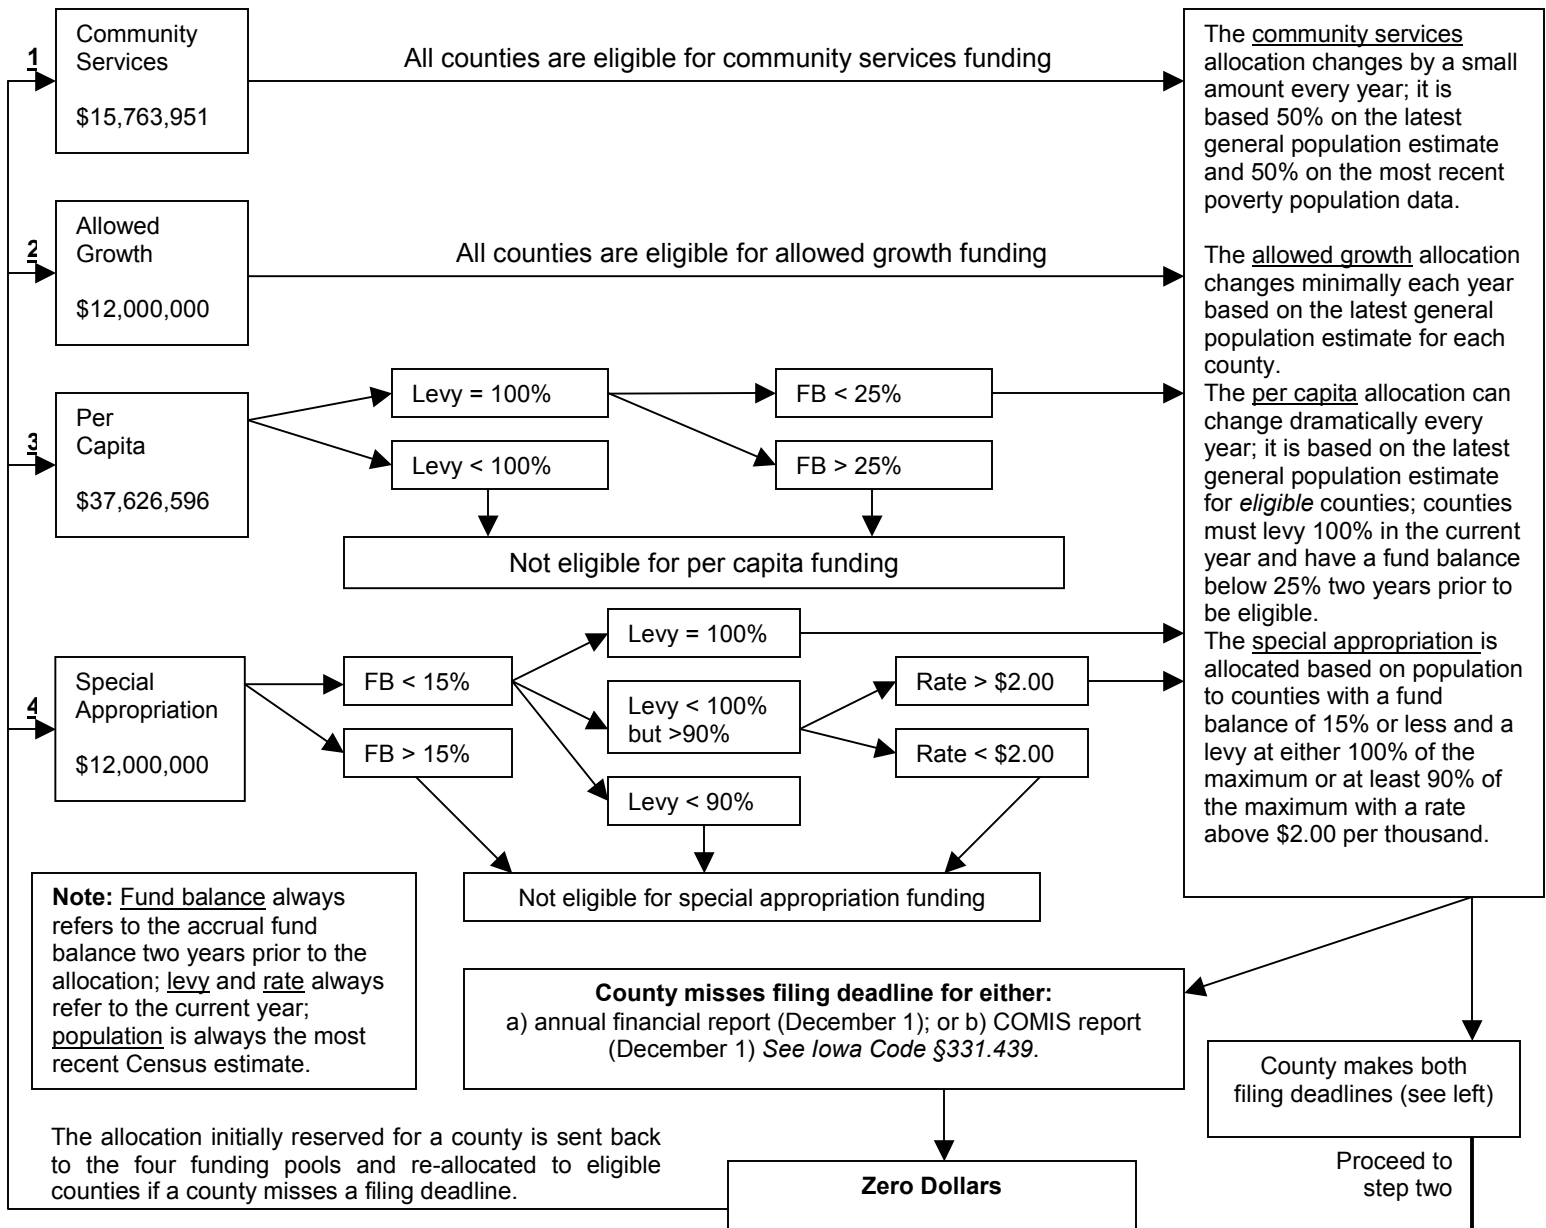 1
Community
Services
$15,763,951
All counties are eligible for community services funding
2
Allowed
Growth
$12,000,000
All counties are eligible for allowed growth funding
3
Per
Capita
$37,626,596
Levy = 100%
Levy < 100%
FB < 25%
FB > 25%
Not eligible for per capita funding
4
Special
Appropriation
$12,000,000
FB < 15%
FB > 15%
Levy = 100%
Levy < 100%
but >90%
Levy < 90%
Rate > $2.00
Rate < $2.00
Not eligible for special appropriation funding
The community services
allocation changes by a small
amount every year; it is
based 50% on the latest
general population estimate
and 50% on the most recent
poverty population data.
The allowed growth allocation
changes minimally each year
based on the latest general
population estimate for each
county.
The per capita allocation can
change dramatically every
year; it is based on the latest
general population estimate
for eligible counties; counties
must levy 100% in the current
year and have a fund balance
below 25% two years prior to
be eligible.
The special appropriation is
allocated based on population
to counties with a fund
balance of 15% or less and a
levy at either 100% of the
maximum or at least 90% of
the maximum with a rate
above $2.00 per thousand.
Note: Fund balance always
refers to the accrual fund
balance two years prior to the
allocation; levy and rate always
refer to the current year;
population is always the most
recent Census estimate.
County misses filing deadline for either:
a) annual financial report (December 1); or b) COMIS report
(December 1) See Iowa Code §331.439.
County makes both
filing deadlines (see left)
The allocation initially reserved for a county is sent back
to the four funding pools and re-allocated to eligible
counties if a county misses a filing deadline.
Zero Dollars
Proceed to
step two